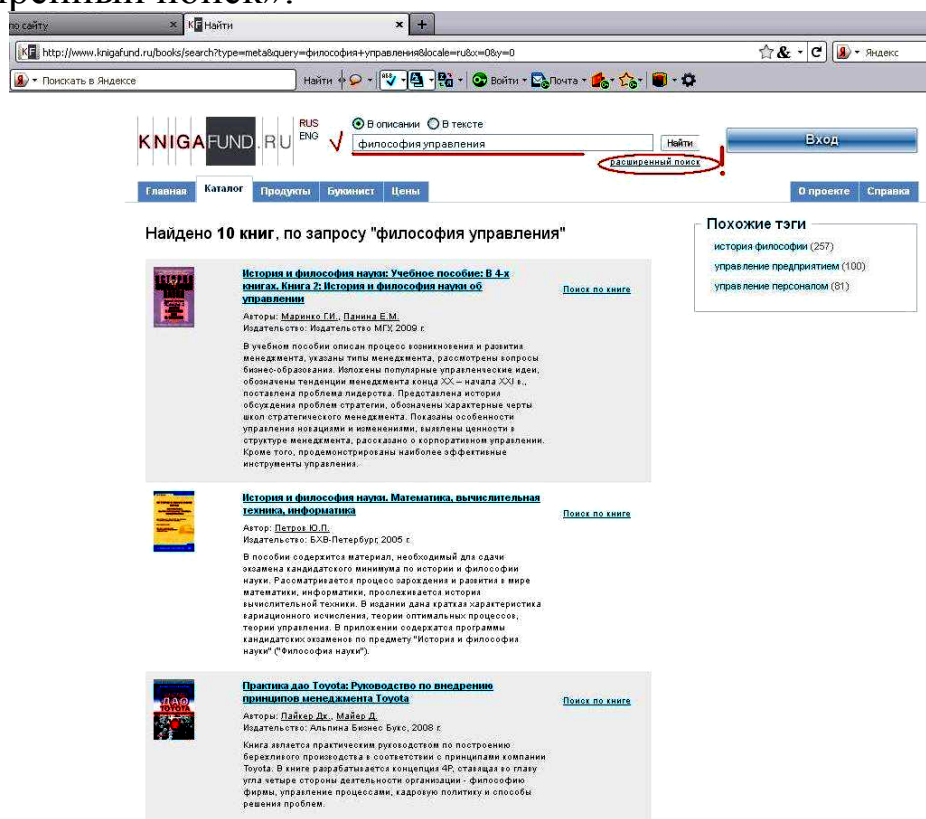 ренный поиск».
по сайту × KF Найти × +
KF http://www.knigafund.ru/books/search?type=meta&query=философия+управления&locale=ru&x=0&y=0 Яндекс
Я Поискать в Яндексе Найти Войти Почта
KNIGAFUND.RU RUS ENG
В описании В тексте
философия управления Найти Вход
расширенный поиск !
Главная Каталог Продукты Букинист Цены О проекте Справка
Найдено 10 книг, по запросу "философия управления"
Похожие тэги
история философии (257)
управление предприятием (100)
управление персоналом (81)
История и философия науки: Учебное пособие: В 4-х
книгах. Книга 2: История и философия науки об
управлении
Поиск по книге
Авторы: Маринко Г.И., Панина Е.М.
Издательство: Издательство МГУ, 2009 г.
В учебном пособии описан процесс возникновения и развития
менеджмента, указаны типы менеджмента, рассмотрены вопросы
бизнес-образования. Изложены популярные управленческие идеи,
обозначены тенденции менеджмента конца XX – начала XXI в.,
поставлена проблема лидерства. Представлена история
обсуждения проблем стратегии, обозначены характерные черты
школ стратегического менеджмента. Показаны особенности
управления новациями и изменениями, выявлены ценности в
структуре менеджмента, рассказано о корпоративном управлении.
Кроме того, продемонстрированы наиболее эффективные
инструменты управления.
История и философия науки. Математика, вычислительная
техника, информатика
Поиск по книге
Автор: Петров Ю.П.
Издательство: БХВ-Петербург, 2005 г.
В пособии содержится материал, необходимый для сдачи
экзамена кандидатского минимума по истории и философии
науки. Рассматривается процесс зарождения и развития в мире
математики, информатики, прослеживается история
вычислительной техники. В издании дана краткая характеристика
вариационного исчисления, теории оптимальных процессов,
теории управления. В приложении содержатся программы
кандидатских экзаменов по предмету "История и философия
науки" ("Философия науки").
ДАО
TOYOTA
Практика дао Toyota: Руководство по внедрению
принципов менеджмента Toyota
Поиск по книге
Авторы: Лайкер Дж., Майер Д.
Издательство: Альпина Бизнес Букс, 2008 г.
Книга является практическим руководством по построению
бережливого производства в соответствии с принципами компании
Toyota. В книге разрабатывается концепция 4P, ставящая во главу
угла четыре стороны деятельности организации - философию
фирмы, управление процессами, кадровую политику и способы
решения проблем.